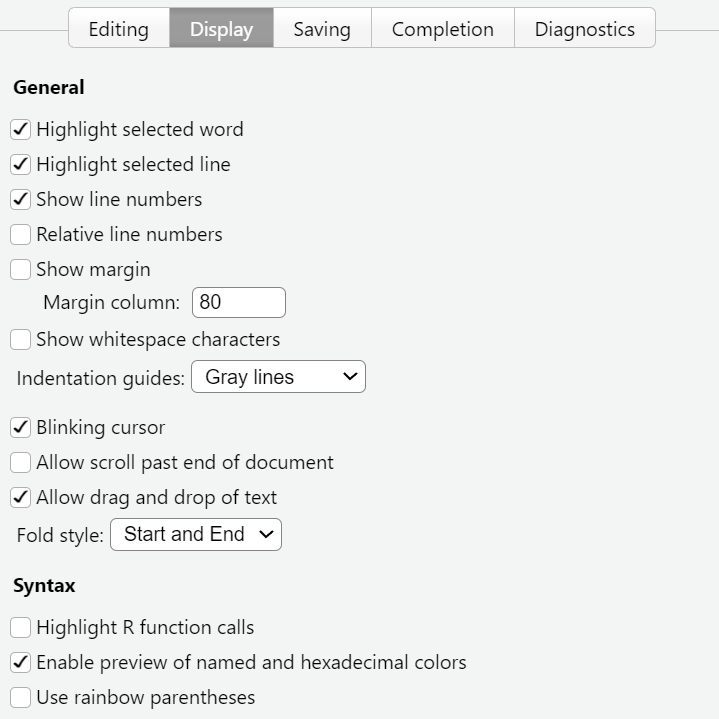 Editing Display Saving Completion Diagnostics
General
Highlight selected word
Highlight selected line
Show line numbers
Relative line numbers
Show margin
Margin column: 80
Show whitespace characters
Indentation guides: Gray lines
Blinking cursor
Allow scroll past end of document
Allow drag and drop of text
Fold style: Start and End
Syntax
Highlight R function calls
Enable preview of named and hexadecimal colors
Use rainbow parentheses